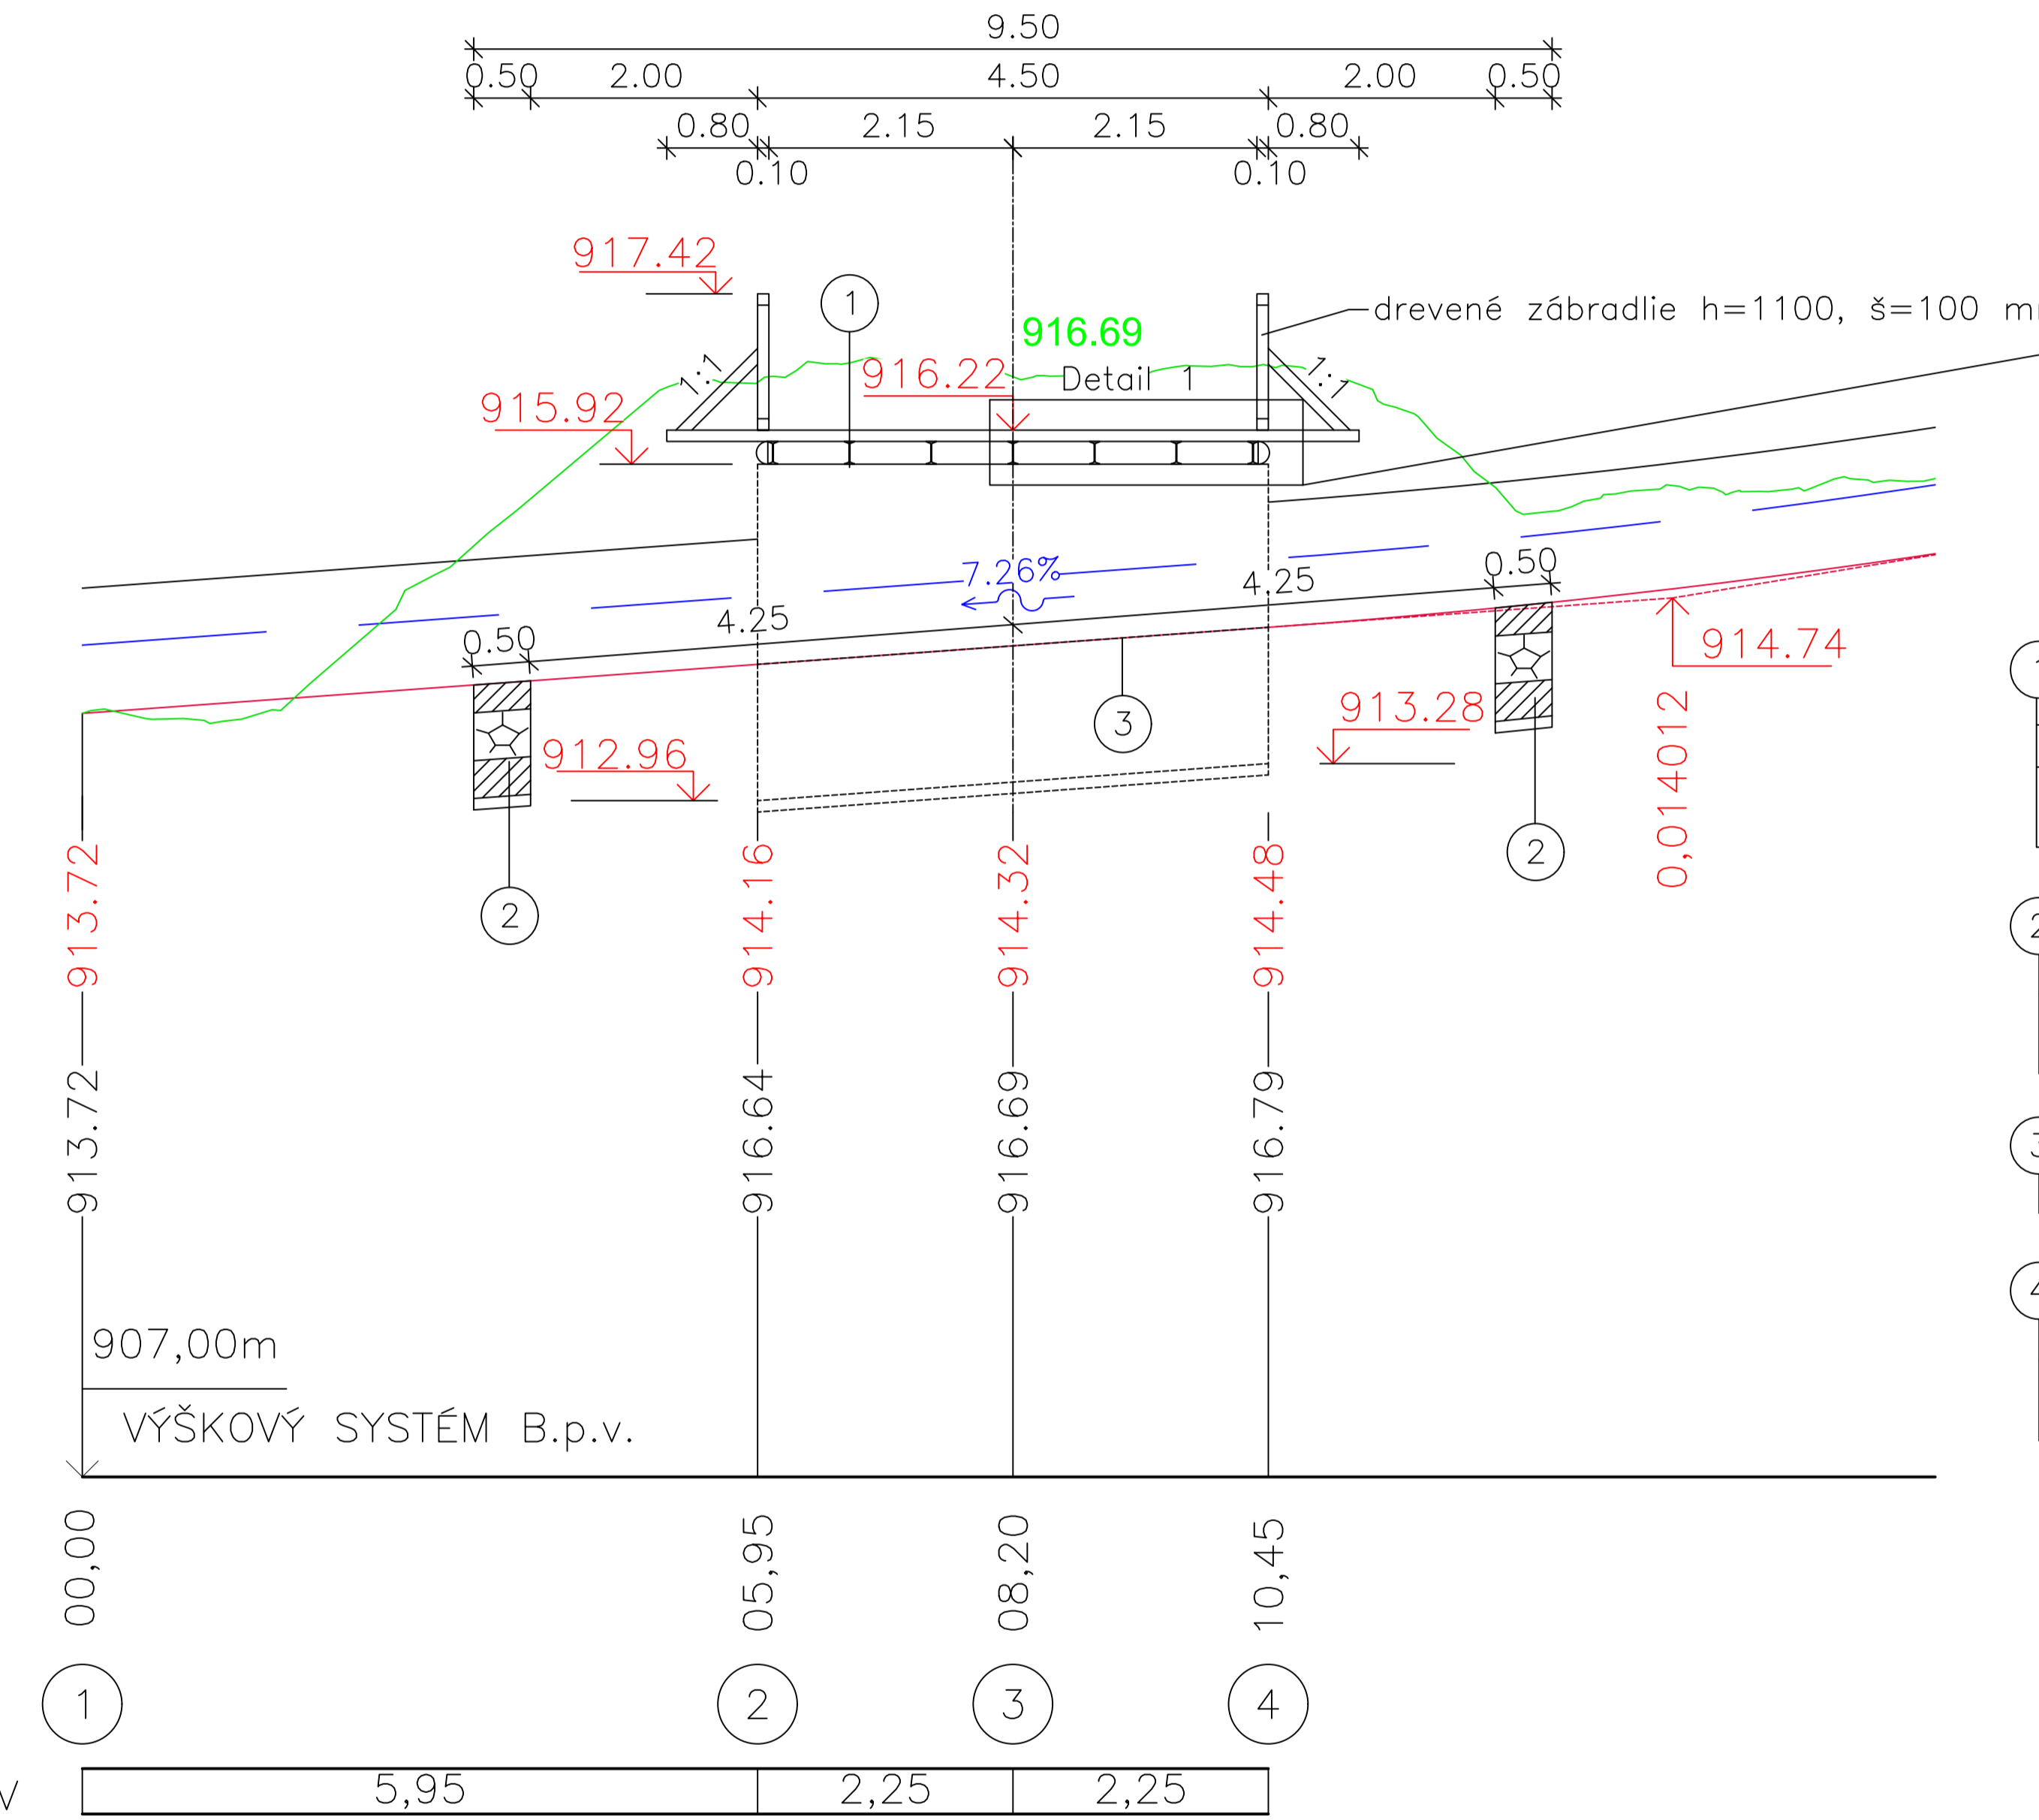 9.50
0.50 2.00 4.50 2.00 0.50
0.80 2.15 2.15 0.80
0.10 0.10
917.42
1
drevené zábradlie h=1100, š=100
916.69
1:1 916.22 Detail 1 1:1
915.92
7.26%
4.25
0.50
4.25
0.50
914.74
912.96
913.28
3
2
2
0,014012
913.72 914.16 914.32 914.48
913.72 916.64 916.69 916.79
907,00m
VÝŠKOVÝ SYSTÉM B.p.v.
00,00 05,95 08,20 10,45
1 2 3 4
5,95 2,25 2,25